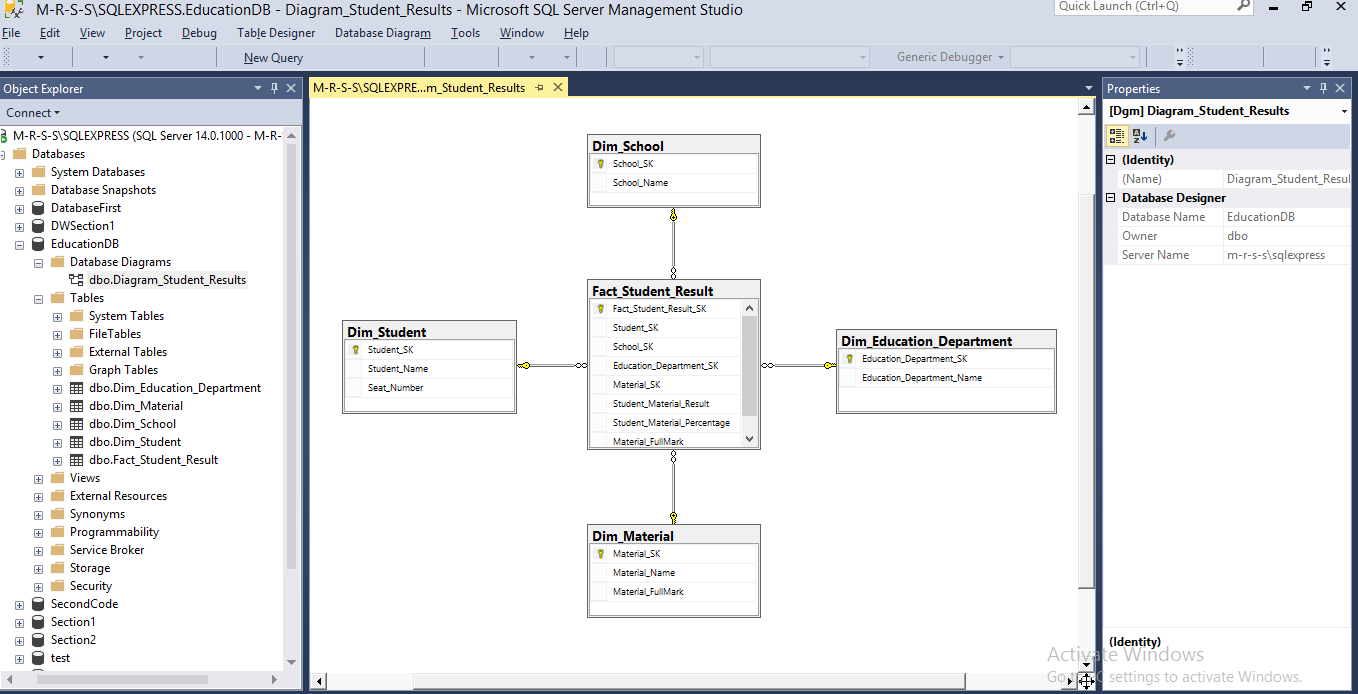 M-R-S-S\SQLEXPRESS.EducationDB - Diagram_Student_Results - Microsoft SQL Server Management Studio
Quick Launch (Ctrl+Q)
File Edit View Project Debug Table Designer Database Diagram Tools Window Help
New Query
Generic Debugger
Object Explorer
Connect
M-R-S-S\SQLEXPRESS (SQL Server 14.0.1000 - M-R-
Databases
System Databases
Database Snapshots
DatabaseFirst
DWSection1
EducationDB
Database Diagrams
dbo.Diagram_Student_Results
Tables
System Tables
FileTables
External Tables
Graph Tables
dbo.Dim_Education_Department
dbo.Dim_Material
dbo.Dim_School
dbo.Dim_Student
dbo.Fact_Student_Result
Views
External Resources
Synonyms
Programmability
Service Broker
Storage
Security
SecondCode
Section1
Section2
test
M-R-S-S\SQLEXPRE...m_Student_Results
Dim_School
School_SK
School_Name
Fact_Student_Result
Fact_Student_Result_SK
Student_SK
School_SK
Education_Department_SK
Material_SK
Student_Material_Result
Student_Material_Percentage
Material_FullMark
Dim_Student
Student_SK
Student_Name
Seat_Number
Dim_Education_Department
Education_Department_SK
Education_Department_Name
Dim_Material
Material_SK
Material_Name
Material_FullMark
Properties
[Dgm] Diagram_Student_Results
(Identity)
(Name) Diagram_Student_Resul
Database Designer
Database Name EducationDB
Owner dbo
Server Name m-r-s-s\sqlexpress
(Identity)
Activate Windows
Go to PC settings to activate Windows.